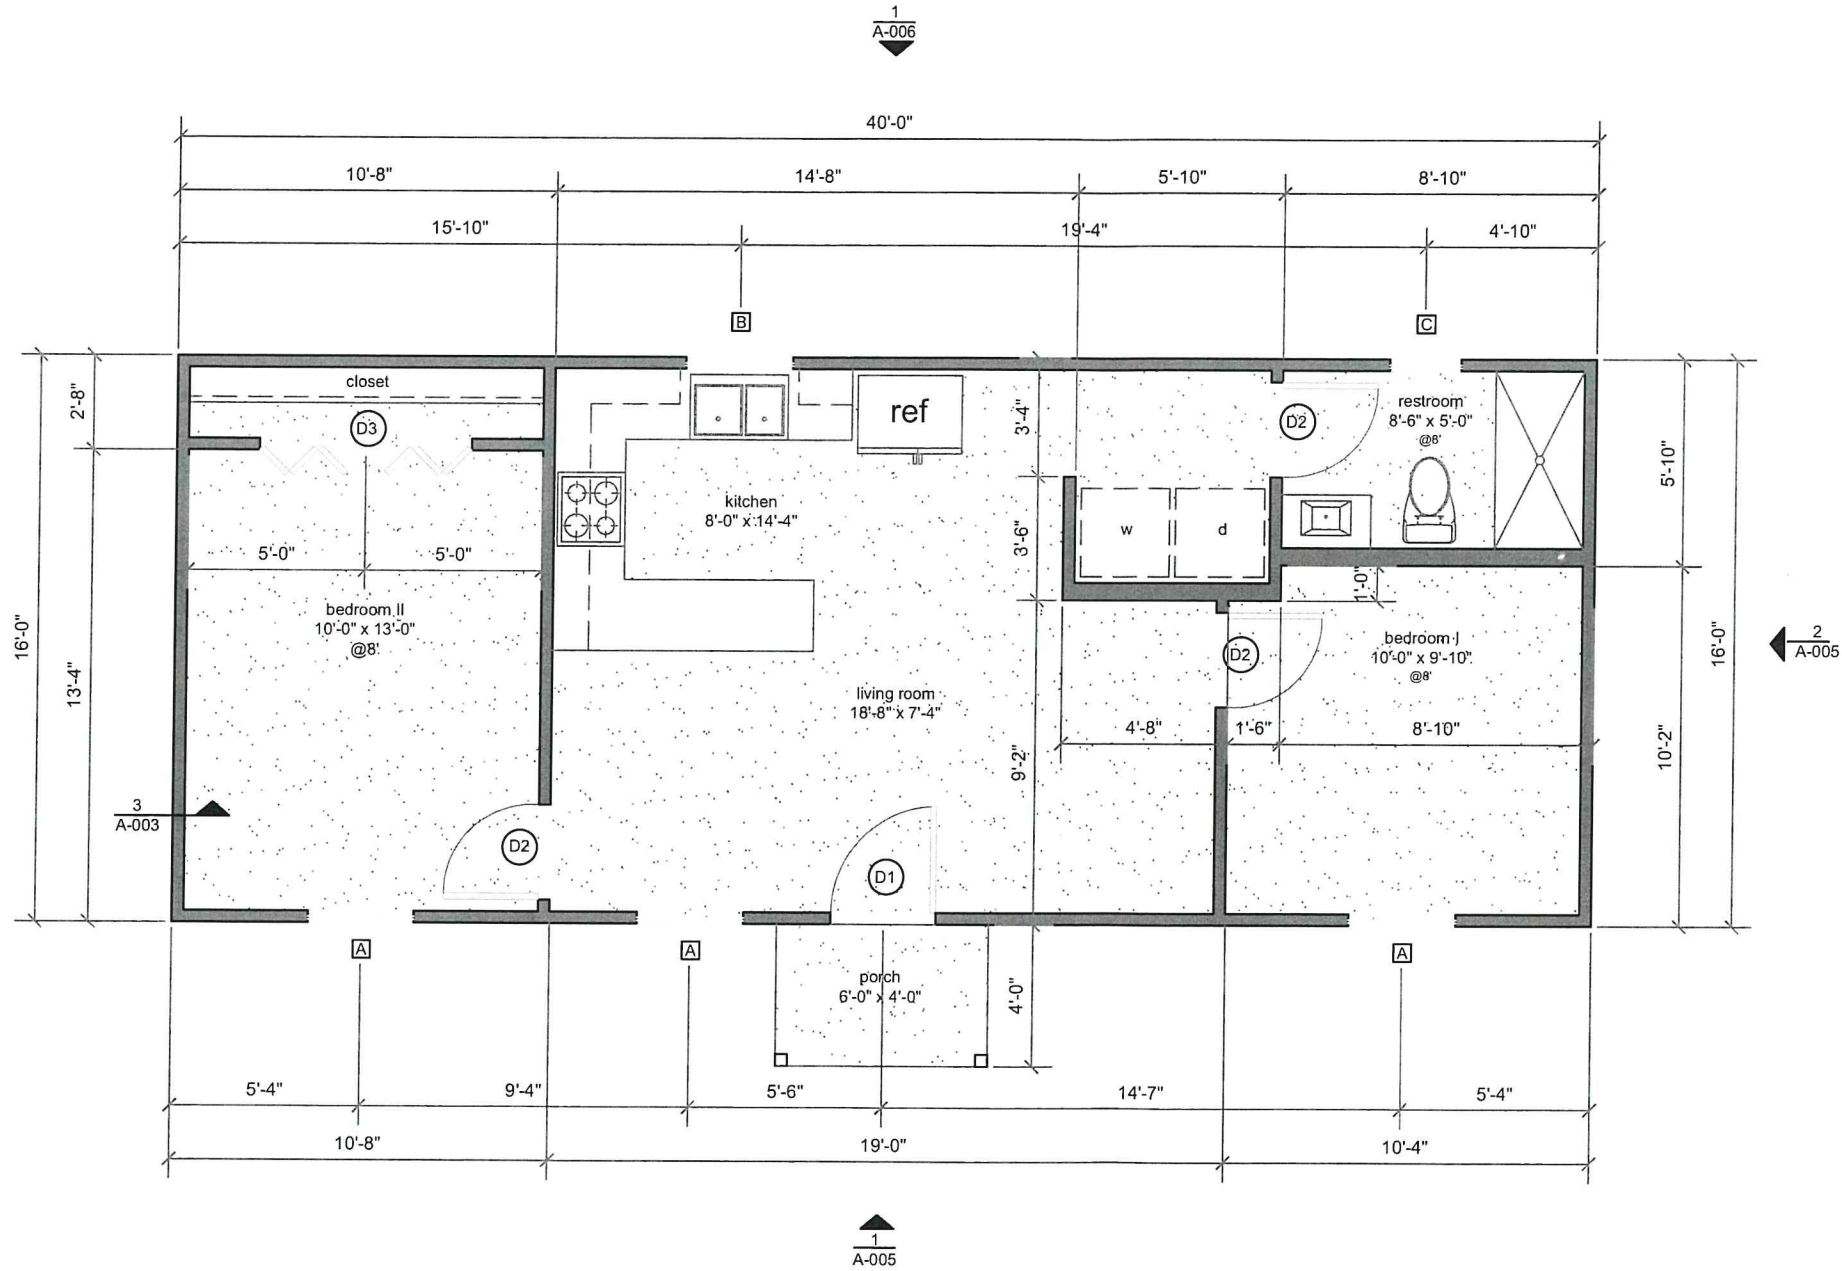 1
A-006
40'-0"
10'-8"
14'-8"
5'-10"
8'-10"
15'-10"
19'-4"
4'-10"
B
C
closet
D3
2'-8"
ref
3'-4"
D2
restroom
8'-6" x 5'-0"
@8'
5'-10"
kitchen
8'-0" x 14'-4"
3'-6"
w
d
5'-0"
5'-0"
1'-0"
16'-0"
bedroom II
10'-0" x 13'-0"
@8'
13'-4"
D2
bedroom I
10'-0" x 9'-10"
@8'
16'-0"
2
A-005
living room
18'-8" x 7'-4"
4'-8"
1'-6"
8'-10"
9'-2"
10'-2"
3
A-003
D2
D1
A
A
A
porch
6'-0" x 4'-0"
4'-0"
5'-4"
9'-4"
5'-6"
14'-7"
5'-4"
10'-8"
19'-0"
10'-4"
1
A-005